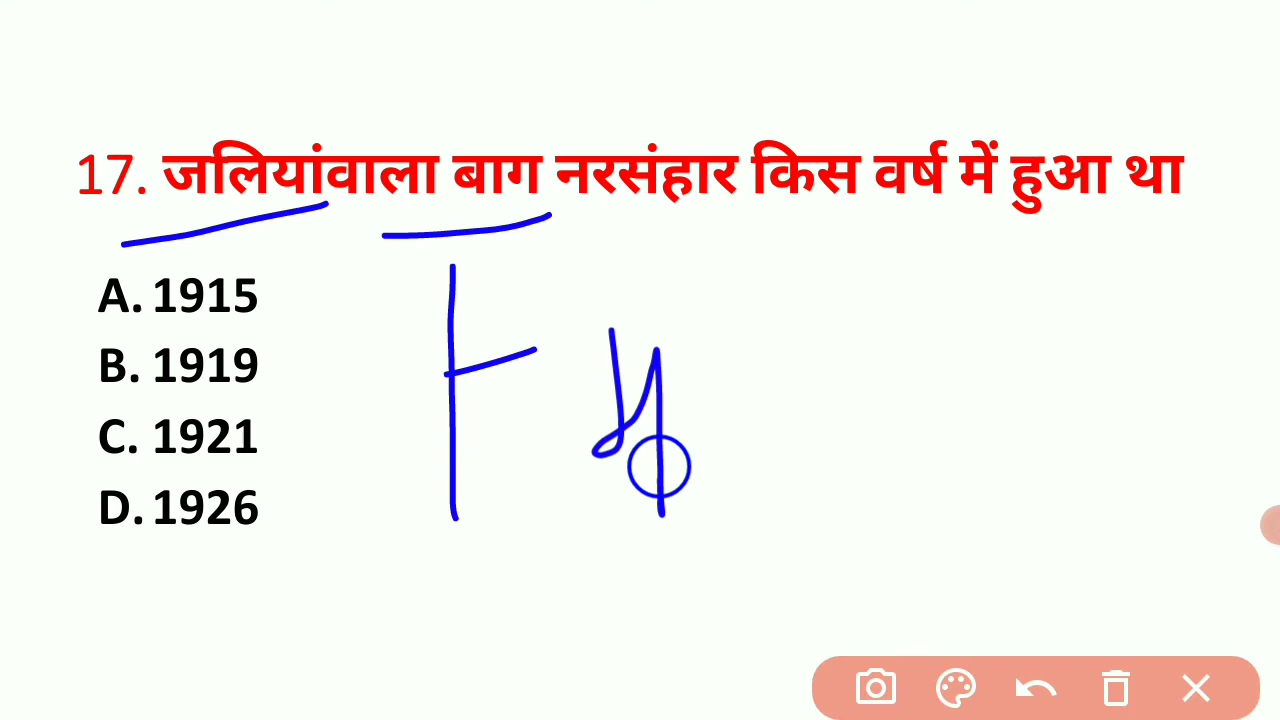 17. जलियांवाला बाग नरसंहार किस वर्ष में हुआ था
A. 1915
B. 1919
C. 1921
D. 1926